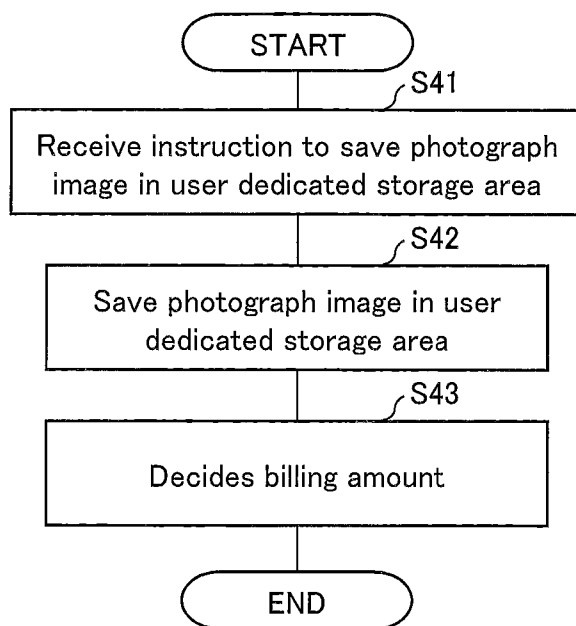 START
S41
Receive instruction to save photograph
image in user dedicated storage area
S42
Save photograph image in user
dedicated storage area
S43
Decides billing amount
END